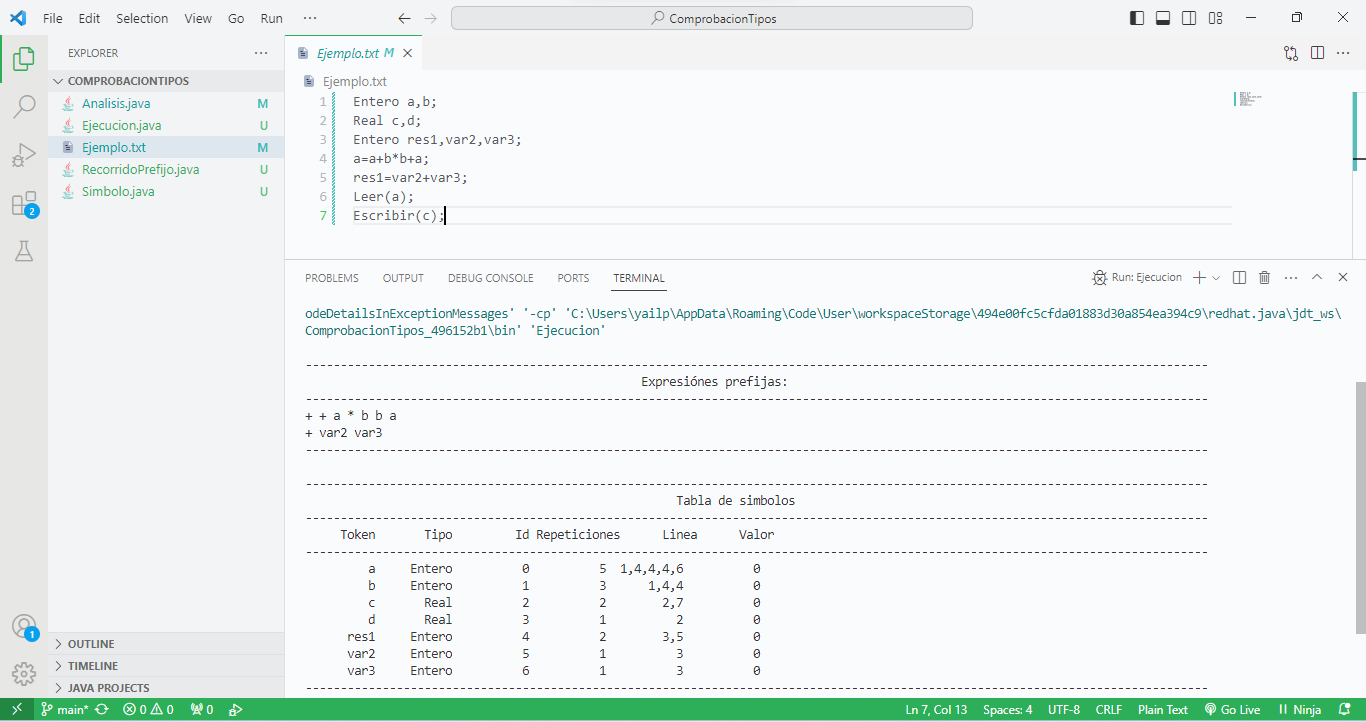 File Edit Selection View Go Run ··· ComprobacionTipos
EXPLORER ···
COMPROBACIONTIPOS
Analisis.java M
Ejecucion.java U
Ejemplo.txt M
RecorridoPrefijo.java U
Simbolo.java U
2
1
OUTLINE
TIMELINE
JAVA PROJECTS
Ejemplo.txt M
Ejemplo.txt
1 Entero a,b;
2 Real c,d;
3 Entero res1,var2,var3;
4 a=a+b*b+a;
5 res1=var2+var3;
6 Leer(a);
7 Escribir(c);
PROBLEMS OUTPUT DEBUG CONSOLE PORTS TERMINAL Run: Ejecucion
odeDetailsInExceptionMessages' '-cp' 'C:\Users\yailp\AppData\Roaming\Code\User\workspaceStorage\494e00fc5cfda01883d30a854ea394c9\redhat.java\jdt_ws\
ComprobacionTipos_496152b1\bin' 'Ejecucion'
Expresiónes prefijas:
+ + a * b b a
+ var2 var3
Tabla de simbolos
Token Tipo Id Repeticiones Linea Valor
a Entero 0 5 1,4,4,4,6 0
b Entero 1 3 1,4,4 0
c Real 2 2 2,7 0
d Real 3 1 2 0
res1 Entero 4 2 3,5 0
var2 Entero 5 1 3 0
var3 Entero 6 1 3 0
main* 0 0 0 Ln 7, Col 13 Spaces: 4 UTF-8 CRLF Plain Text Go Live Ninja